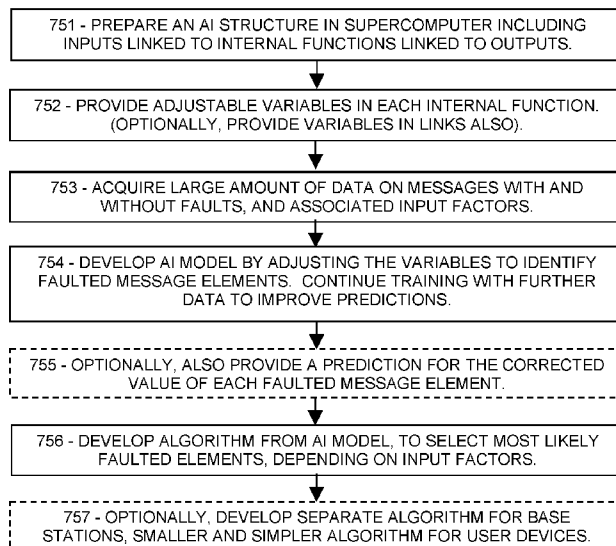 751 - PREPARE AN AI STRUCTURE IN SUPERCOMPUTER INCLUDING
INPUTS LINKED TO INTERNAL FUNCTIONS LINKED TO OUTPUTS.
752 - PROVIDE ADJUSTABLE VARIABLES IN EACH INTERNAL FUNCTION.
(OPTIONALLY, PROVIDE VARIABLES IN LINKS ALSO).
753 - ACQUIRE LARGE AMOUNT OF DATA ON MESSAGES WITH AND
WITHOUT FAULTS, AND ASSOCIATED INPUT FACTORS.
754 - DEVELOP AI MODEL BY ADJUSTING THE VARIABLES TO IDENTIFY
FAULTED MESSAGE ELEMENTS. CONTINUE TRAINING WITH FURTHER
DATA TO IMPROVE PREDICTIONS.
755 - OPTIONALLY, ALSO PROVIDE A PREDICTION FOR THE CORRECTED
VALUE OF EACH FAULTED MESSAGE ELEMENT.
756 - DEVELOP ALGORITHM FROM AI MODEL, TO SELECT MOST LIKELY
FAULTED ELEMENTS, DEPENDING ON INPUT FACTORS.
757 - OPTIONALLY, DEVELOP SEPARATE ALGORITHM FOR BASE
STATIONS, SMALLER AND SIMPLER ALGORITHM FOR USER DEVICES.